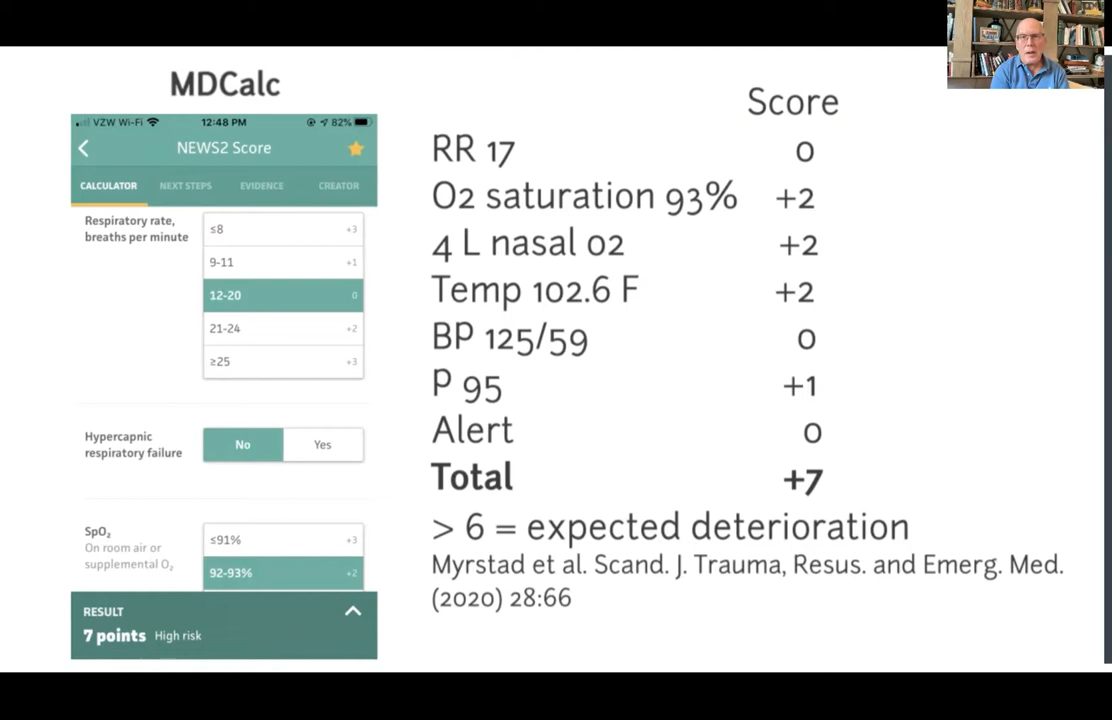 MDCalc
VZW Wi-Fi 12:48 PM 82%
NEWS2 Score
CALCULATOR NEXT STEPS EVIDENCE CREATOR
Respiratory rate,
breaths per minute
≤8 +3
9-11 +1
12-20 0
21-24 +2
≥25 +3
Hypercapnic
respiratory failure
No Yes
SpO₂
On room air or
supplemental O₂
≤91% +3
92-93% +2
RESULT
7 points High risk
Score
RR 17 0
O2 saturation 93% +2
4 L nasal O2 +2
Temp 102.6 F +2
BP 125/59 0
P 95 +1
Alert 0
Total +7
> 6 = expected deterioration
Myrstad et al. Scand. J. Trauma, Resus. and Emerg. Med.
(2020) 28:66